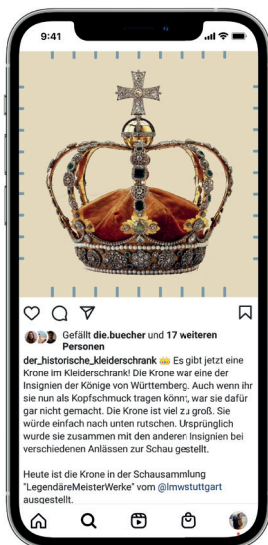 9:41
Gefällt die.buecher und 17 weiteren
Personen
der_historische_kleiderschrank 👑 Es gibt jetzt eine
Krone im Kleiderschrank! Die Krone war eine der
Insignien der Könige von Württemberg. Auch wenn ihr
sie nun als Kopfschmuck tragen könnt, war sie dafür
gar nicht gemacht. Die Krone ist viel zu groß. Sie
würde einfach nach unten rutschen. Ursprünglich
wurde sie zusammen mit den anderen Insignien bei
verschiedenen Anlässen zur Schau gestellt.
Heute ist die Krone in der Schausammlung
"LegendäreMeisterWerke" vom @lmwstuttgart
ausgestellt.